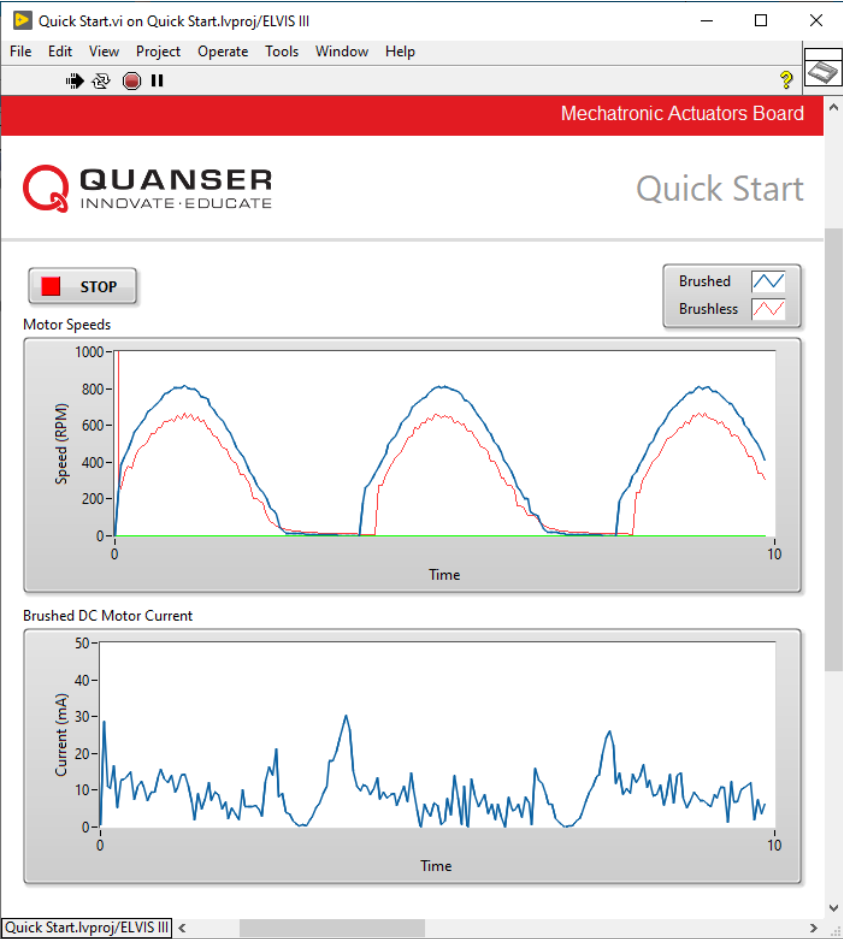 Quick Start.vi on Quick Start.lvproj/ELVIS III
File Edit View Project Operate Tools Window Help
Mechatronic Actuators Board
QUANSER
INNOVATE·EDUCATE
Quick Start
STOP
Brushed
Brushless
Motor Speeds
1000
800
600
400
200
0
Speed (RPM)
0 10
Time
Brushed DC Motor Current
50
40
30
20
10
0
Current (mA)
0 10
Time
Quick Start.lvproj/ELVIS III